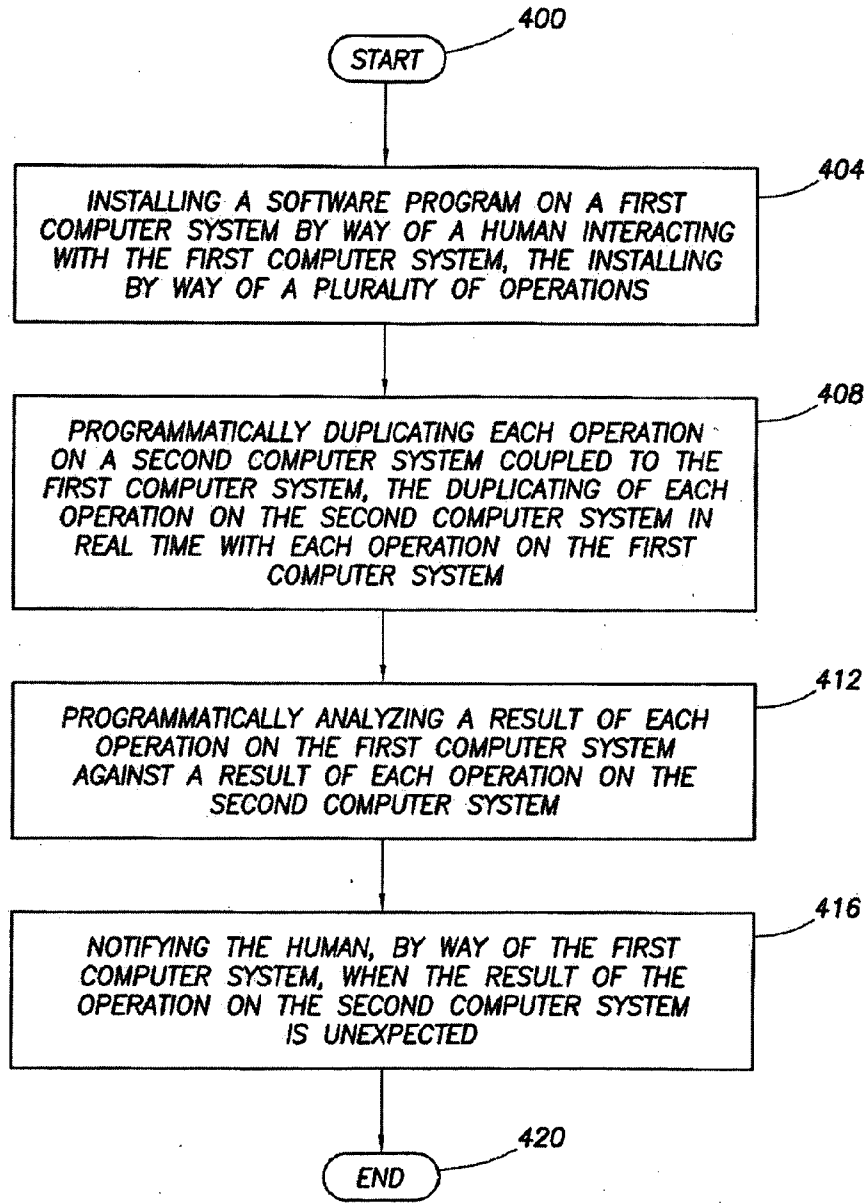 400
START
404
INSTALLING A SOFTWARE PROGRAM ON A FIRST
COMPUTER SYSTEM BY WAY OF A HUMAN INTERACTING
WITH THE FIRST COMPUTER SYSTEM, THE INSTALLING
BY WAY OF A PLURALITY OF OPERATIONS
408
PROGRAMMATICALLY DUPLICATING EACH OPERATION
ON A SECOND COMPUTER SYSTEM COUPLED TO THE
FIRST COMPUTER SYSTEM, THE DUPLICATING OF EACH
OPERATION ON THE SECOND COMPUTER SYSTEM IN
REAL TIME WITH EACH OPERATION ON THE FIRST
COMPUTER SYSTEM
412
PROGRAMMATICALLY ANALYZING A RESULT OF EACH
OPERATION ON THE FIRST COMPUTER SYSTEM
AGAINST A RESULT OF EACH OPERATION ON THE
SECOND COMPUTER SYSTEM
416
NOTIFYING THE HUMAN, BY WAY OF THE FIRST
COMPUTER SYSTEM, WHEN THE RESULT OF THE
OPERATION ON THE SECOND COMPUTER SYSTEM
IS UNEXPECTED
420
END